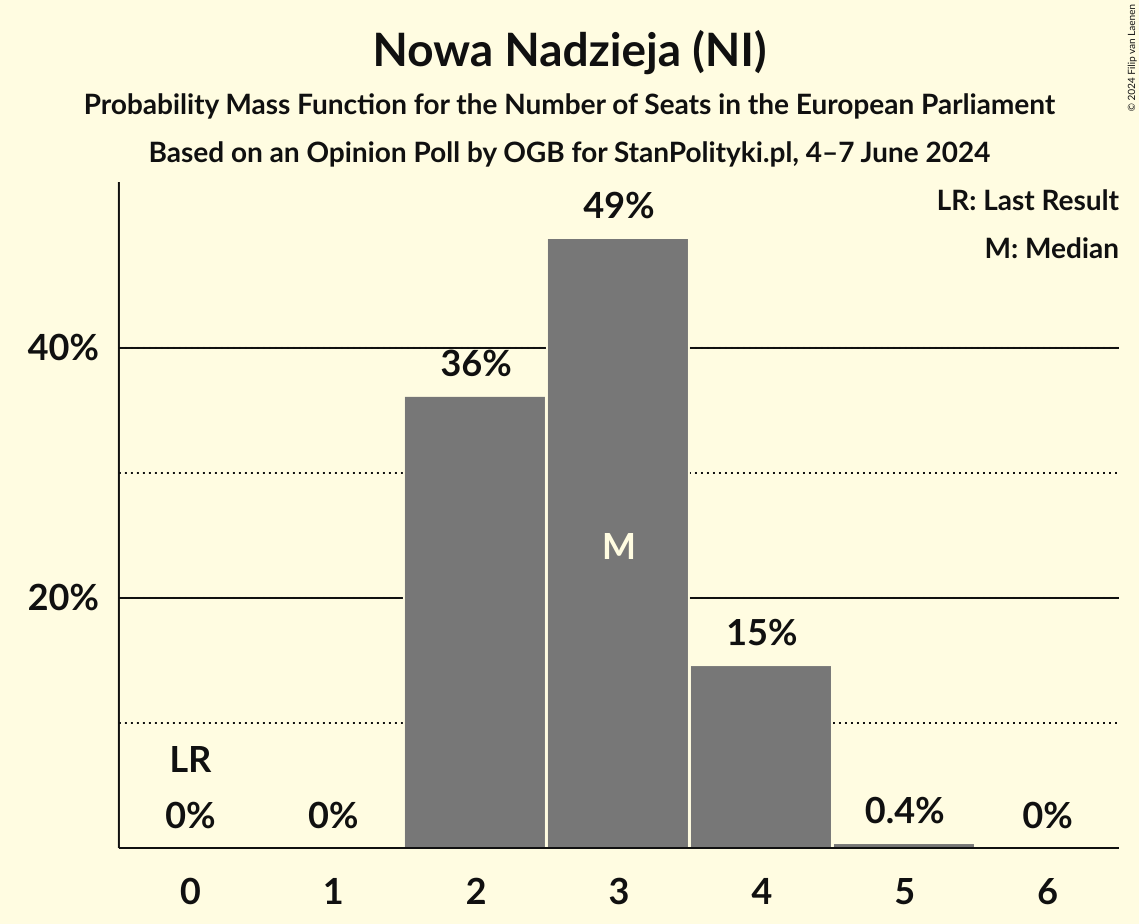 Nowa Nadzieja (NI)
Probability Mass Function for the Number of Seats in the European Parliament
Based on an Opinion Poll by OGB for StanPolityki.pl, 4–7 June 2024
© 2024 Filip van Laenen
LR: Last Result
M: Median
49%
40%
36%
M
20%
15%
LR
0%
0%
0.4%
0%
0
1
2
3
4
5
6